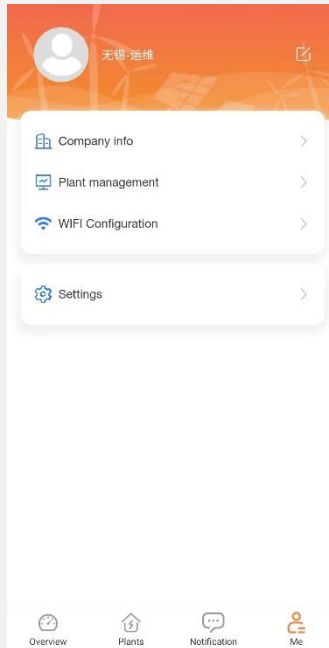 无锡-运维
Company info
Plant management
WIFI Configuration
Settings
Overview
Plants
Notification
Me